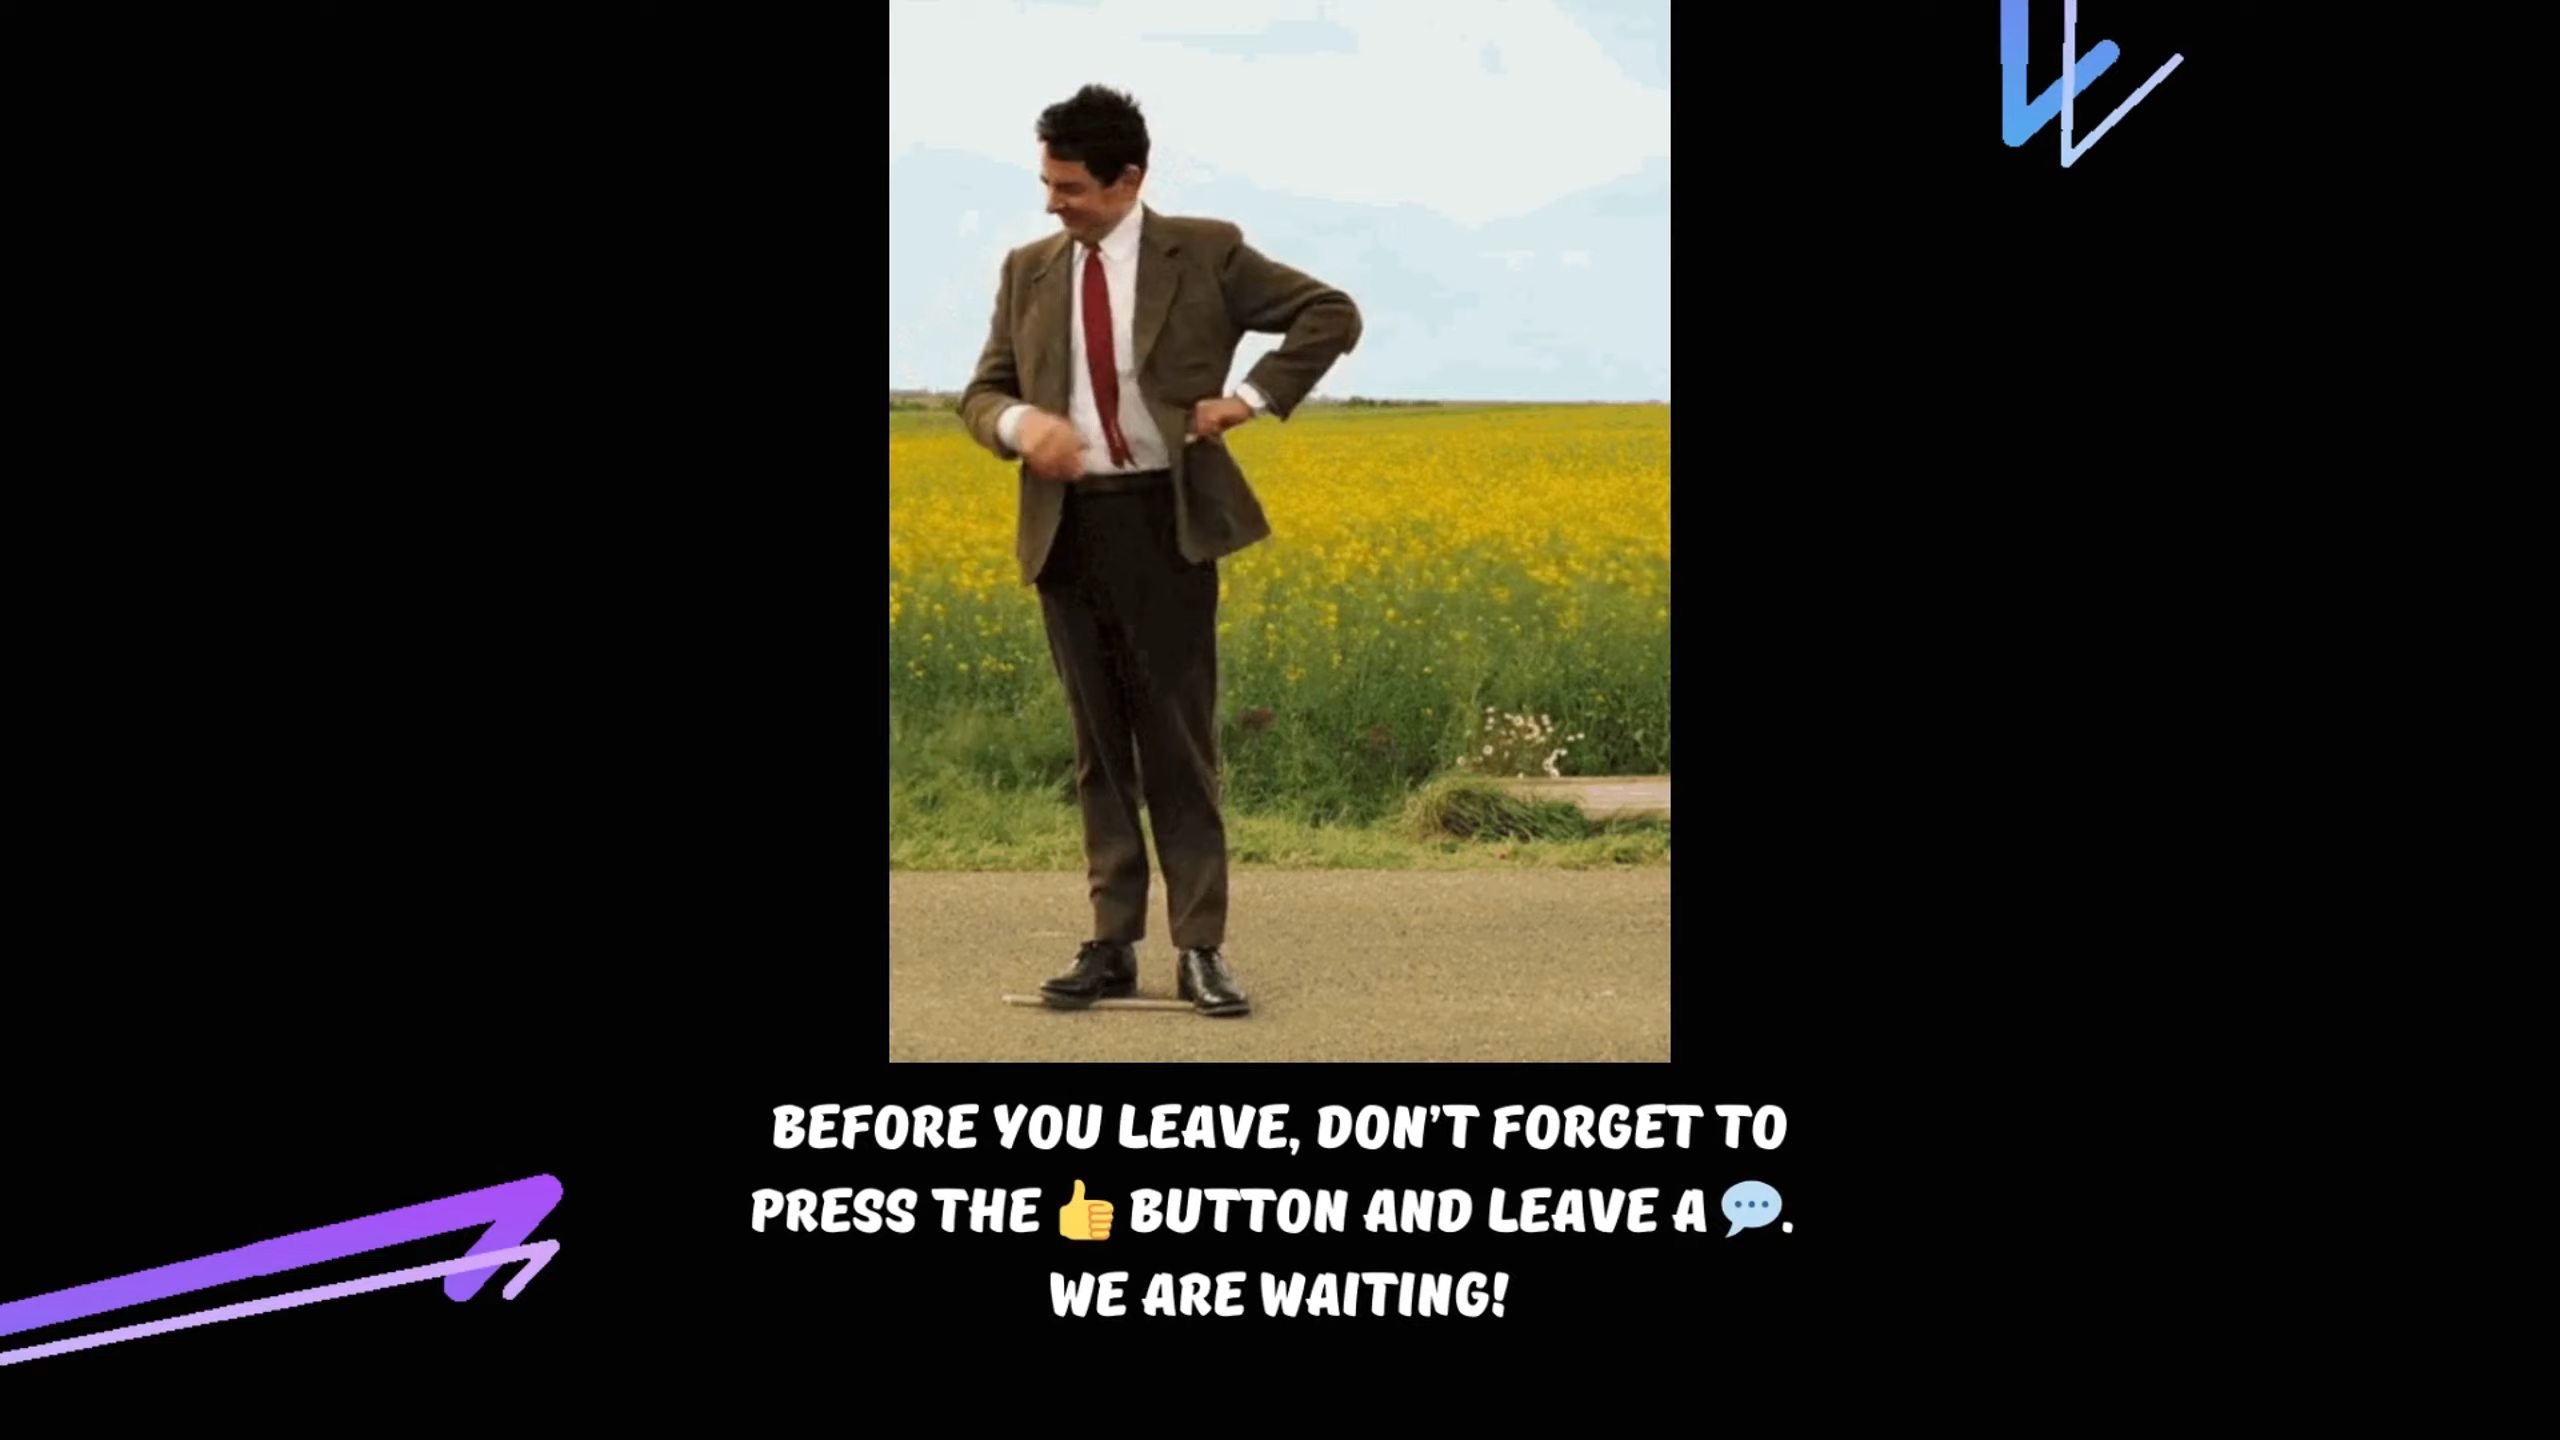 BEFORE YOU LEAVE, DON'T FORGET TO
PRESS THE 👍 BUTTON AND LEAVE A 💬.
WE ARE WAITING!